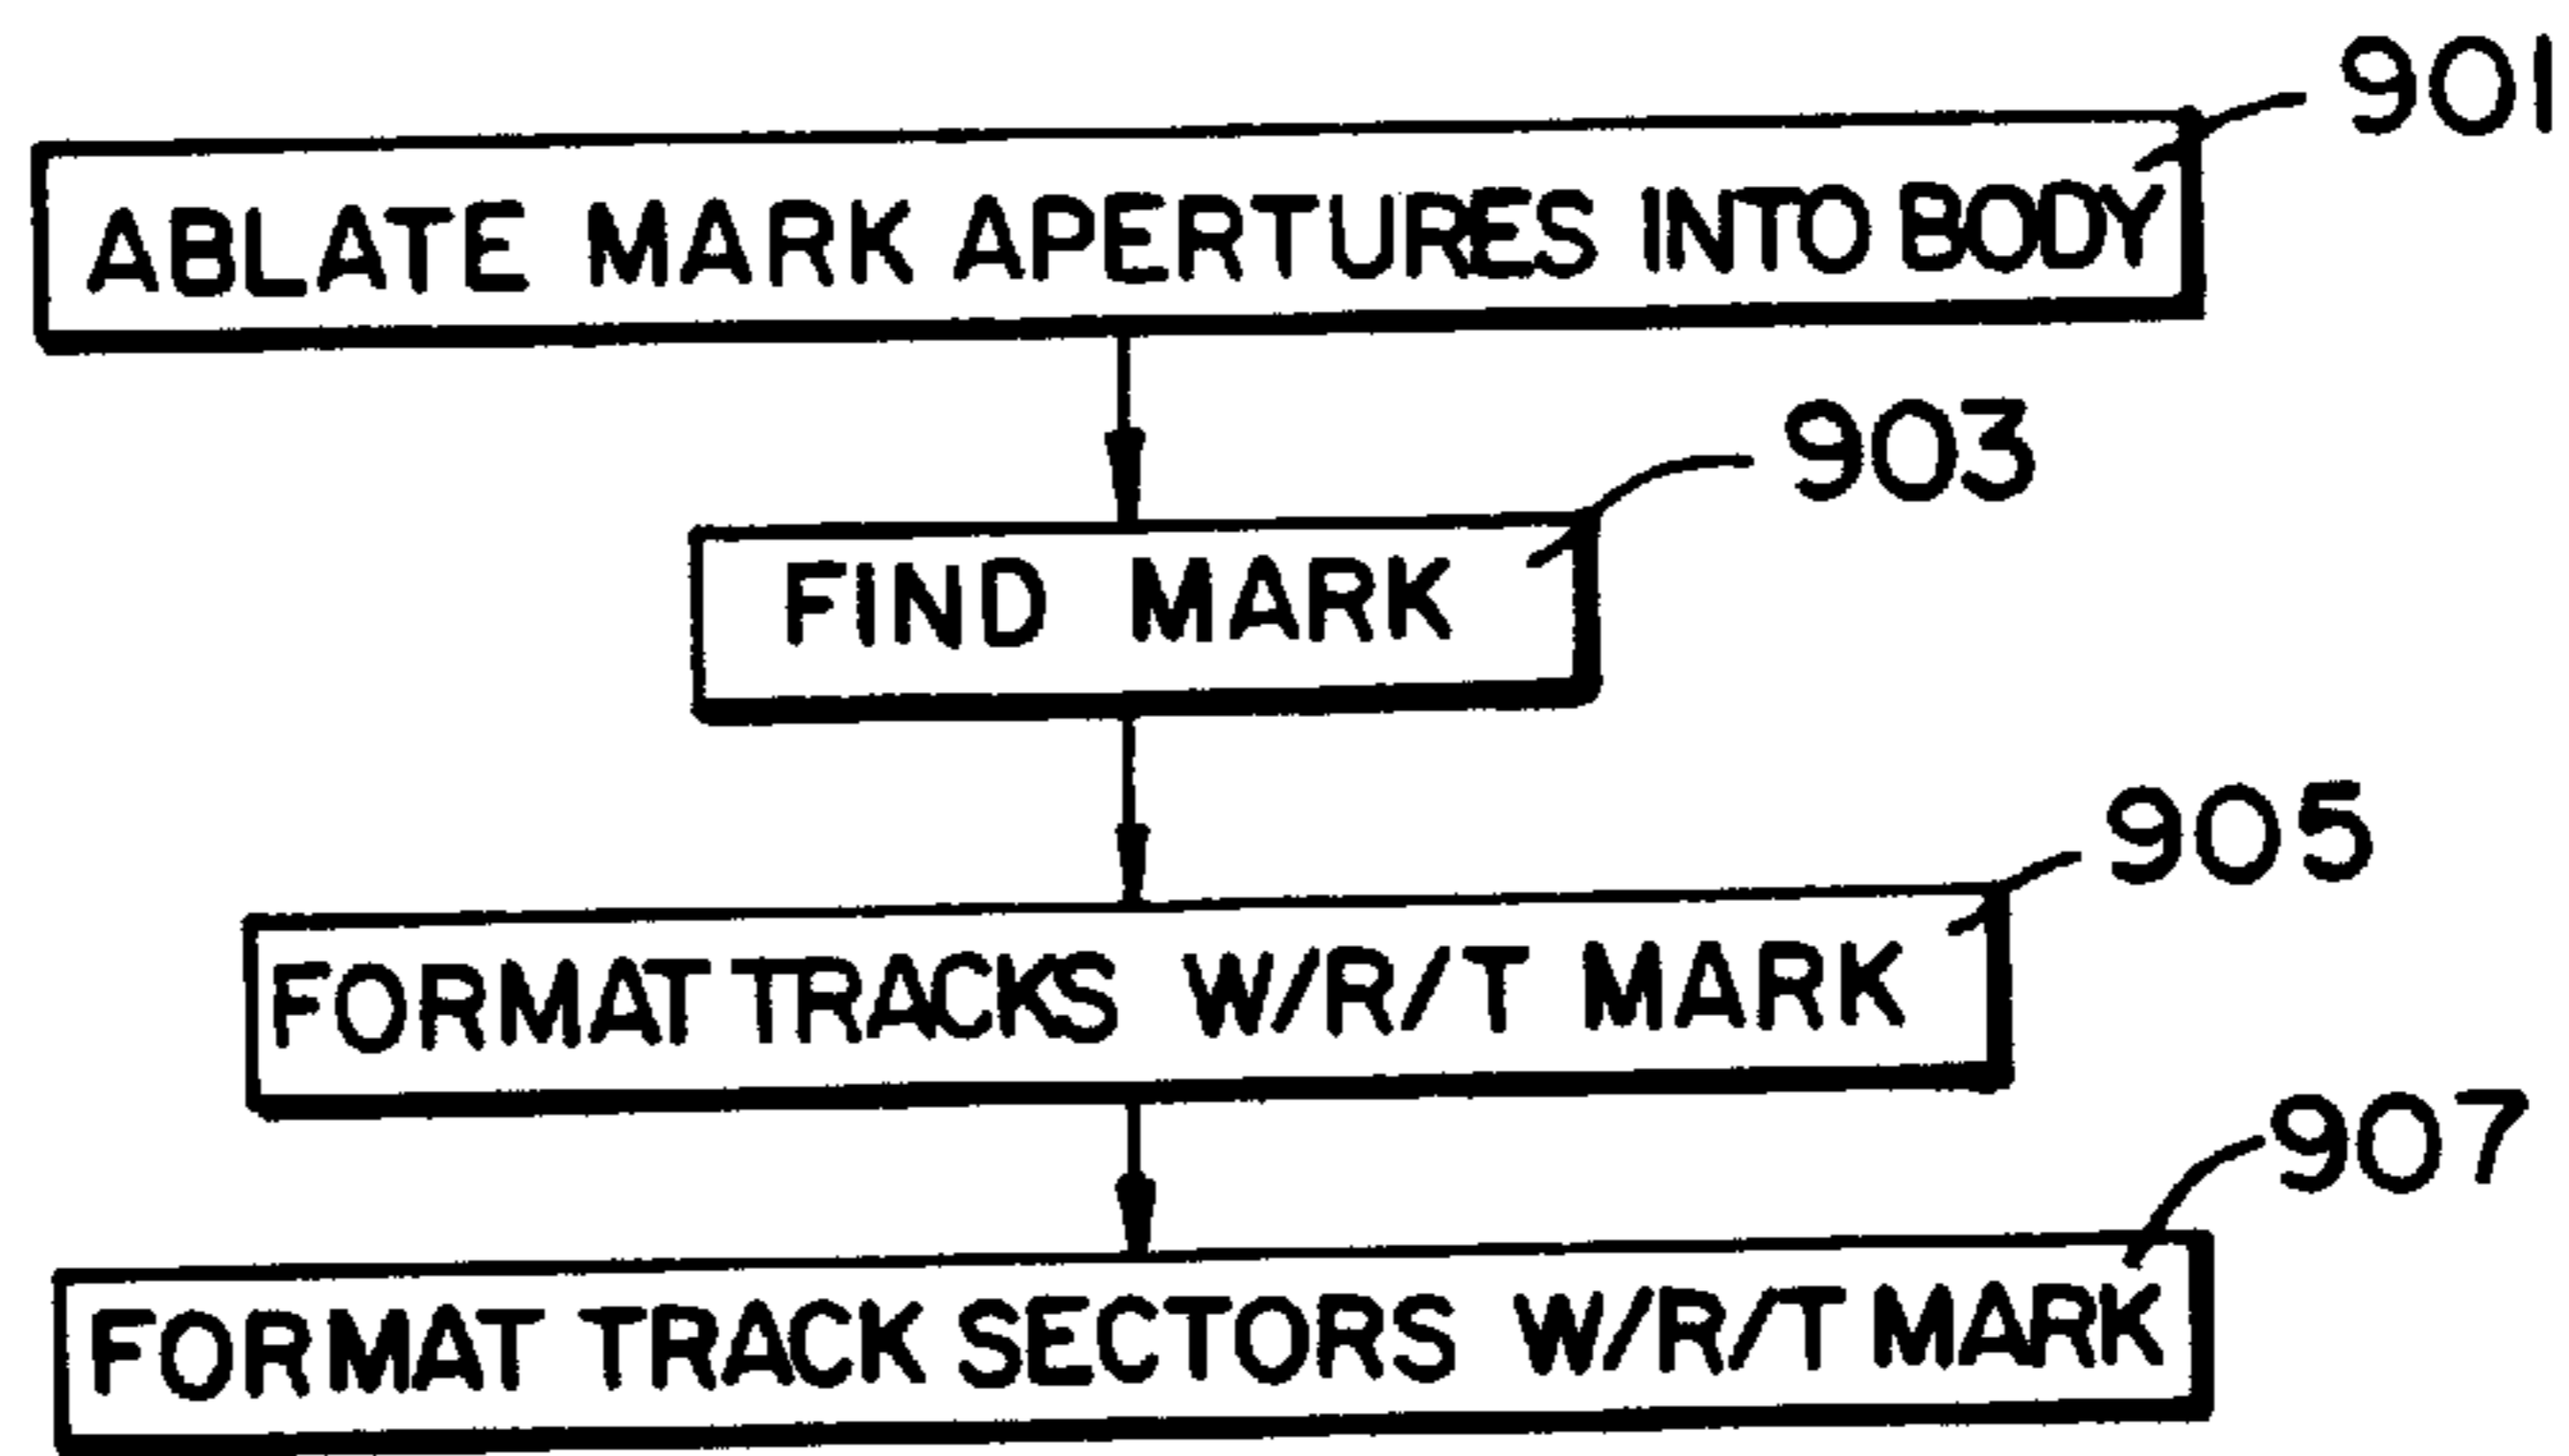 901
ABLATE MARK APERTURES INTO BODY
903
FIND MARK
905
FORMAT TRACKS W/R/T MARK
907
FORMAT TRACK SECTORS W/R/T MARK